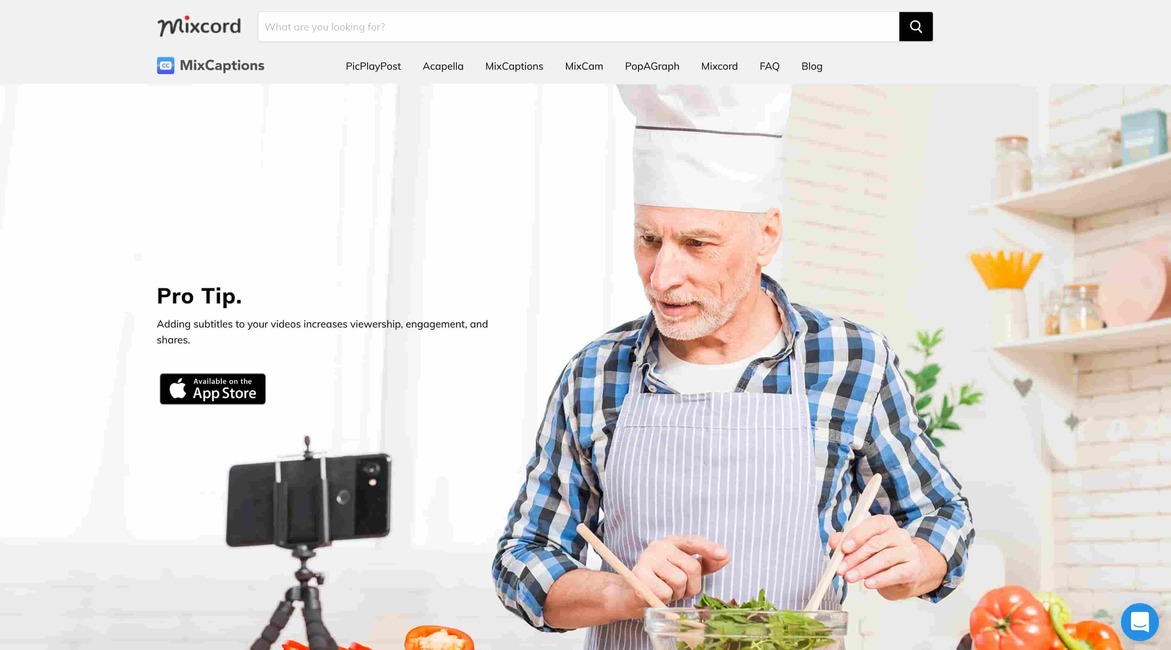 Mixcord
What are you looking for?
CC MixCaptions
PicPlayPost Acapella MixCaptions MixCam PopAGraph Mixcord FAQ Blog
Pro Tip.
Adding subtitles to your videos increases viewership, engagement, and
shares.
Available on the
App Store